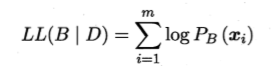 LL(B | D) = \sum_{i=1}^{m} \log P_B (\boldsymbol{x}_i)